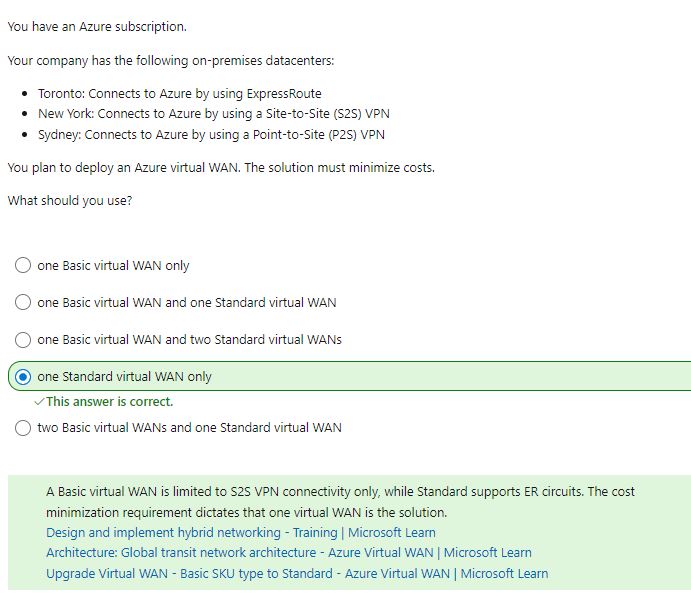 You have an Azure subscription.
Your company has the following on-premises datacenters:
• Toronto: Connects to Azure by using ExpressRoute
• New York: Connects to Azure by using a Site-to-Site (S2S) VPN
• Sydney: Connects to Azure by using a Point-to-Site (P2S) VPN
You plan to deploy an Azure virtual WAN. The solution must minimize costs.
What should you use?
one Basic virtual WAN only
one Basic virtual WAN and one Standard virtual WAN
one Basic virtual WAN and two Standard virtual WANs
one Standard virtual WAN only
✓This answer is correct.
two Basic virtual WANs and one Standard virtual WAN
A Basic virtual WAN is limited to S2S VPN connectivity only, while Standard supports ER circuits. The cost
minimization requirement dictates that one virtual WAN is the solution.
Design and implement hybrid networking - Training | Microsoft Learn
Architecture: Global transit network architecture - Azure Virtual WAN | Microsoft Learn
Upgrade Virtual WAN - Basic SKU type to Standard - Azure Virtual WAN | Microsoft Learn